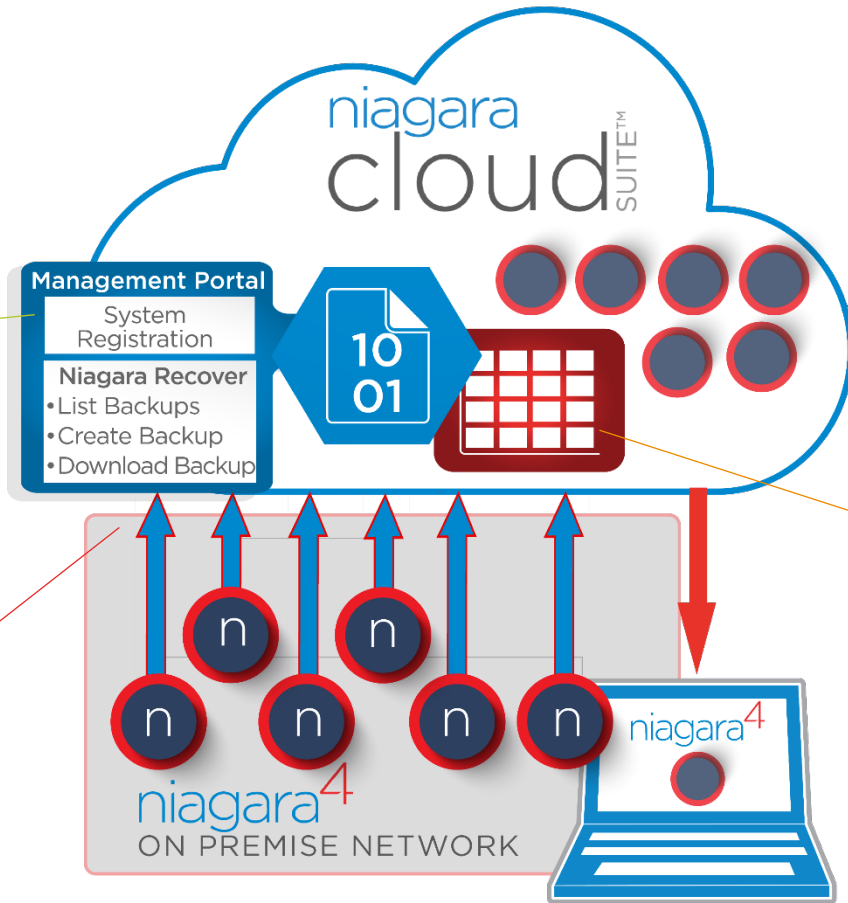 niagara
cloud
SUITE™
Management Portal
System
Registration
Niagara Recover
• List Backups
• Create Backup
• Download Backup
10
01
n
n
n
n
n
n
niagara4
niagara4
ON PREMISE NETWORK